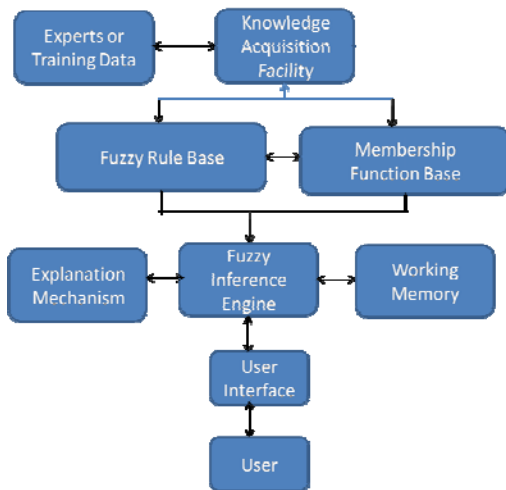 Experts or
Training Data
Knowledge
Acquisition
Facility
Fuzzy Rule Base
Membership
Function Base
Explanation
Mechanism
Fuzzy
Inference
Engine
Working
Memory
User
Interface
User